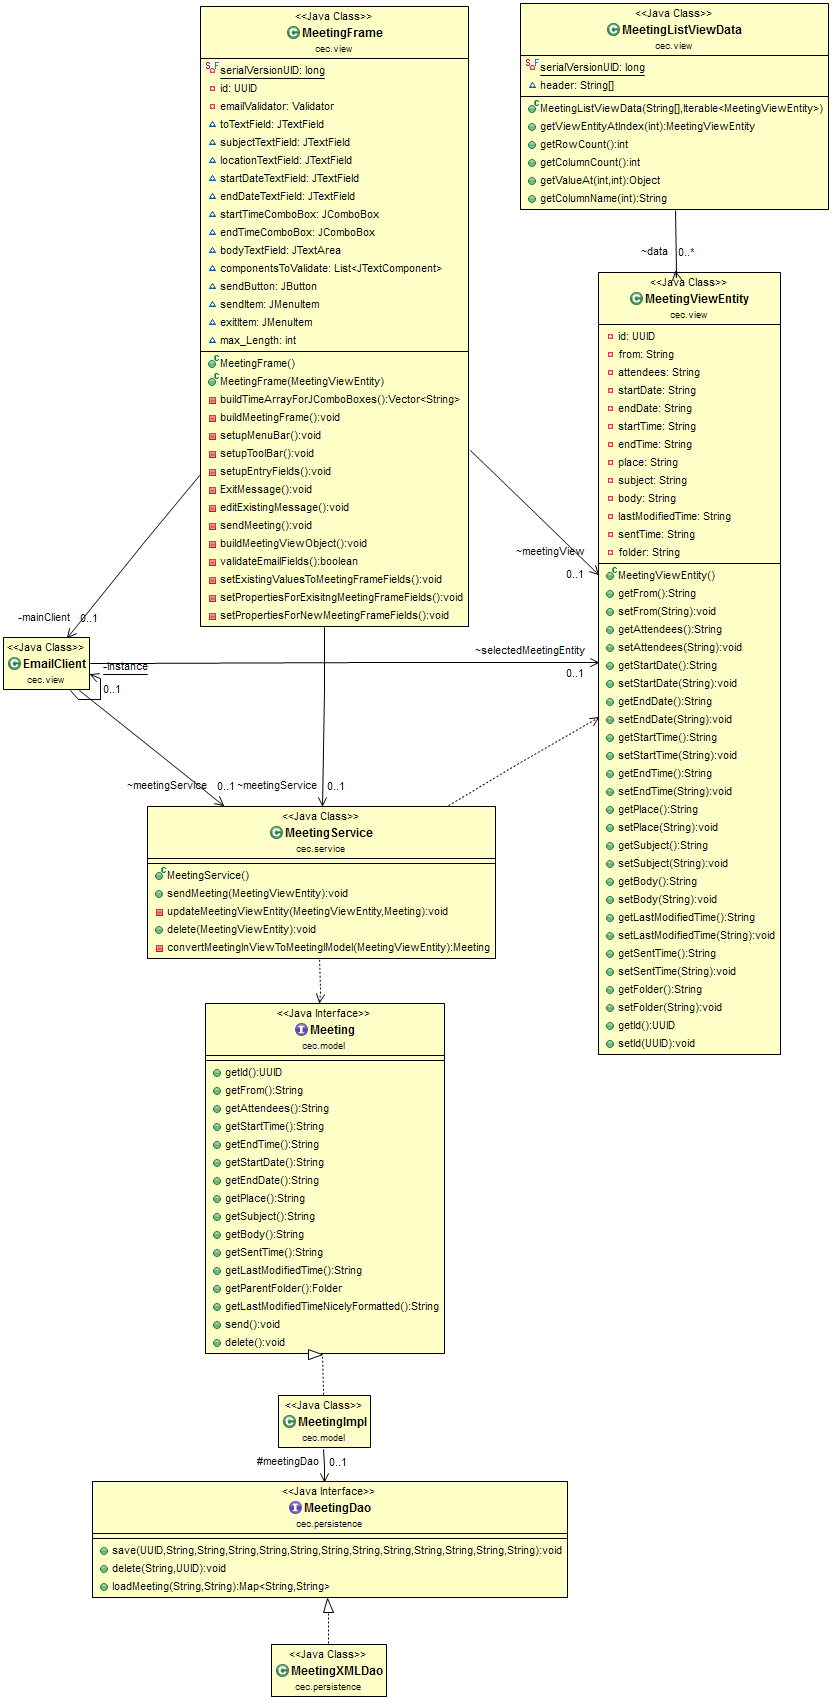 <<Java Class>>
MeetingFrame
cec.view
serialVersionUID: long
id: UUID
emailValidator: Validator
toTextField: JTextField
subjectTextField: JTextField
locationTextField: JTextField
startDateTextField: JTextField
endDateTextField: JTextField
startTimeComboBox: JComboBox
endTimeComboBox: JComboBox
bodyTextField: JTextArea
componentsToValidate: List<JTextComponent>
sendButton: JButton
sendItem: JMenuItem
exitItem: JMenuItem
max_Length: int
MeetingFrame()
MeetingFrame(MeetingViewEntity)
buildTimeArrayForJComboBoxes():Vector<String>
buildMeetingFrame():void
setupMenuBar():void
setupToolBar():void
setupEntryFields():void
ExitMessage():void
editExistingMessage():void
sendMeeting():void
buildMeetingViewObject():void
validateEmailFields():boolean
setExistingValuesToMeetingFrameFields():void
setPropertiesForExisitngMeetingFrameFields():void
setPropertiesForNewMeetingFrameFields():void
<<Java Class>>
MeetingListViewData
cec.view
serialVersionUID: long
header: String[]
MeetingListViewData(String[],Iterable<MeetingViewEntity>)
getViewEntityAtIndex(int):MeetingViewEntity
getRowCount():int
getColumnCount():int
getValueAt(int,int):Object
getColumnName(int):String
~data 0..*
<<Java Class>>
MeetingViewEntity
cec.view
id: UUID
from: String
attendees: String
startDate: String
endDate: String
startTime: String
endTime: String
place: String
subject: String
body: String
lastModifiedTime: String
sentTime: String
folder: String
MeetingViewEntity()
getFrom():String
setFrom(String):void
getAttendees():String
setAttendees(String):void
getStartDate():String
setStartDate(String):void
getEndDate():String
setEndDate(String):void
getStartTime():String
setStartTime(String):void
getEndTime():String
setEndTime(String):void
getPlace():String
setPlace(String):void
getSubject():String
setSubject(String):void
getBody():String
setBody(String):void
getLastModifiedTime():String
setLastModifiedTime(String):void
getSentTime():String
setSentTime(String):void
getFolder():String
setFolder(String):void
getId():UUID
setId(UUID):void
~meetingView
0..1
-mainClient 0..1
<<Java Class>>
EmailClient
cec.view
-instance
0..1
~selectedMeetingEntity
0..1
~meetingService 0..1
~meetingService 0..1
<<Java Class>>
MeetingService
cec.service
MeetingService()
sendMeeting(MeetingViewEntity):void
updateMeetingViewEntity(MeetingViewEntity,Meeting):void
delete(MeetingViewEntity):void
convertMeetingInViewToMeetingIModel(MeetingViewEntity):Meeting
<<Java Interface>>
Meeting
cec.model
getId():UUID
getFrom():String
getAttendees():String
getStartTime():String
getEndTime():String
getStartDate():String
getEndDate():String
getPlace():String
getSubject():String
getBody():String
getSentTime():String
getLastModifiedTime():String
getParentFolder():Folder
getLastModifiedTimeNicelyFormatted():String
send():void
delete():void
<<Java Class>>
MeetingImpl
cec.model
#meetingDao 0..1
<<Java Interface>>
MeetingDao
cec.persistence
save(UUID,String,String,String,String,String,String,String,String,String,String,String):void
delete(String,UUID):void
loadMeeting(String,String):Map<String,String>
<<Java Class>>
MeetingXMLDao
cec.persistence